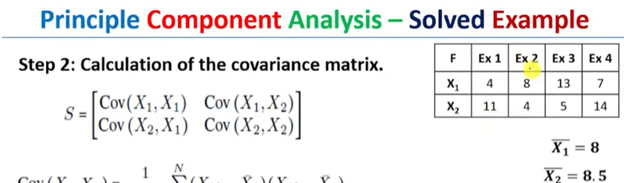 Principle Component Analysis – Solved Example
Step 2: Calculation of the covariance matrix.
F Ex 1 Ex 2 Ex 3 Ex 4
X₁ 4 8 13 7
X₂ 11 4 5 14
S = [Cov(X₁, X₁) Cov (X₁, X₂)
Cov (X₂, X₁) Cov (X₂, X₂)]
X̄₁ = 8
X̄₂ = 8.5
1 N